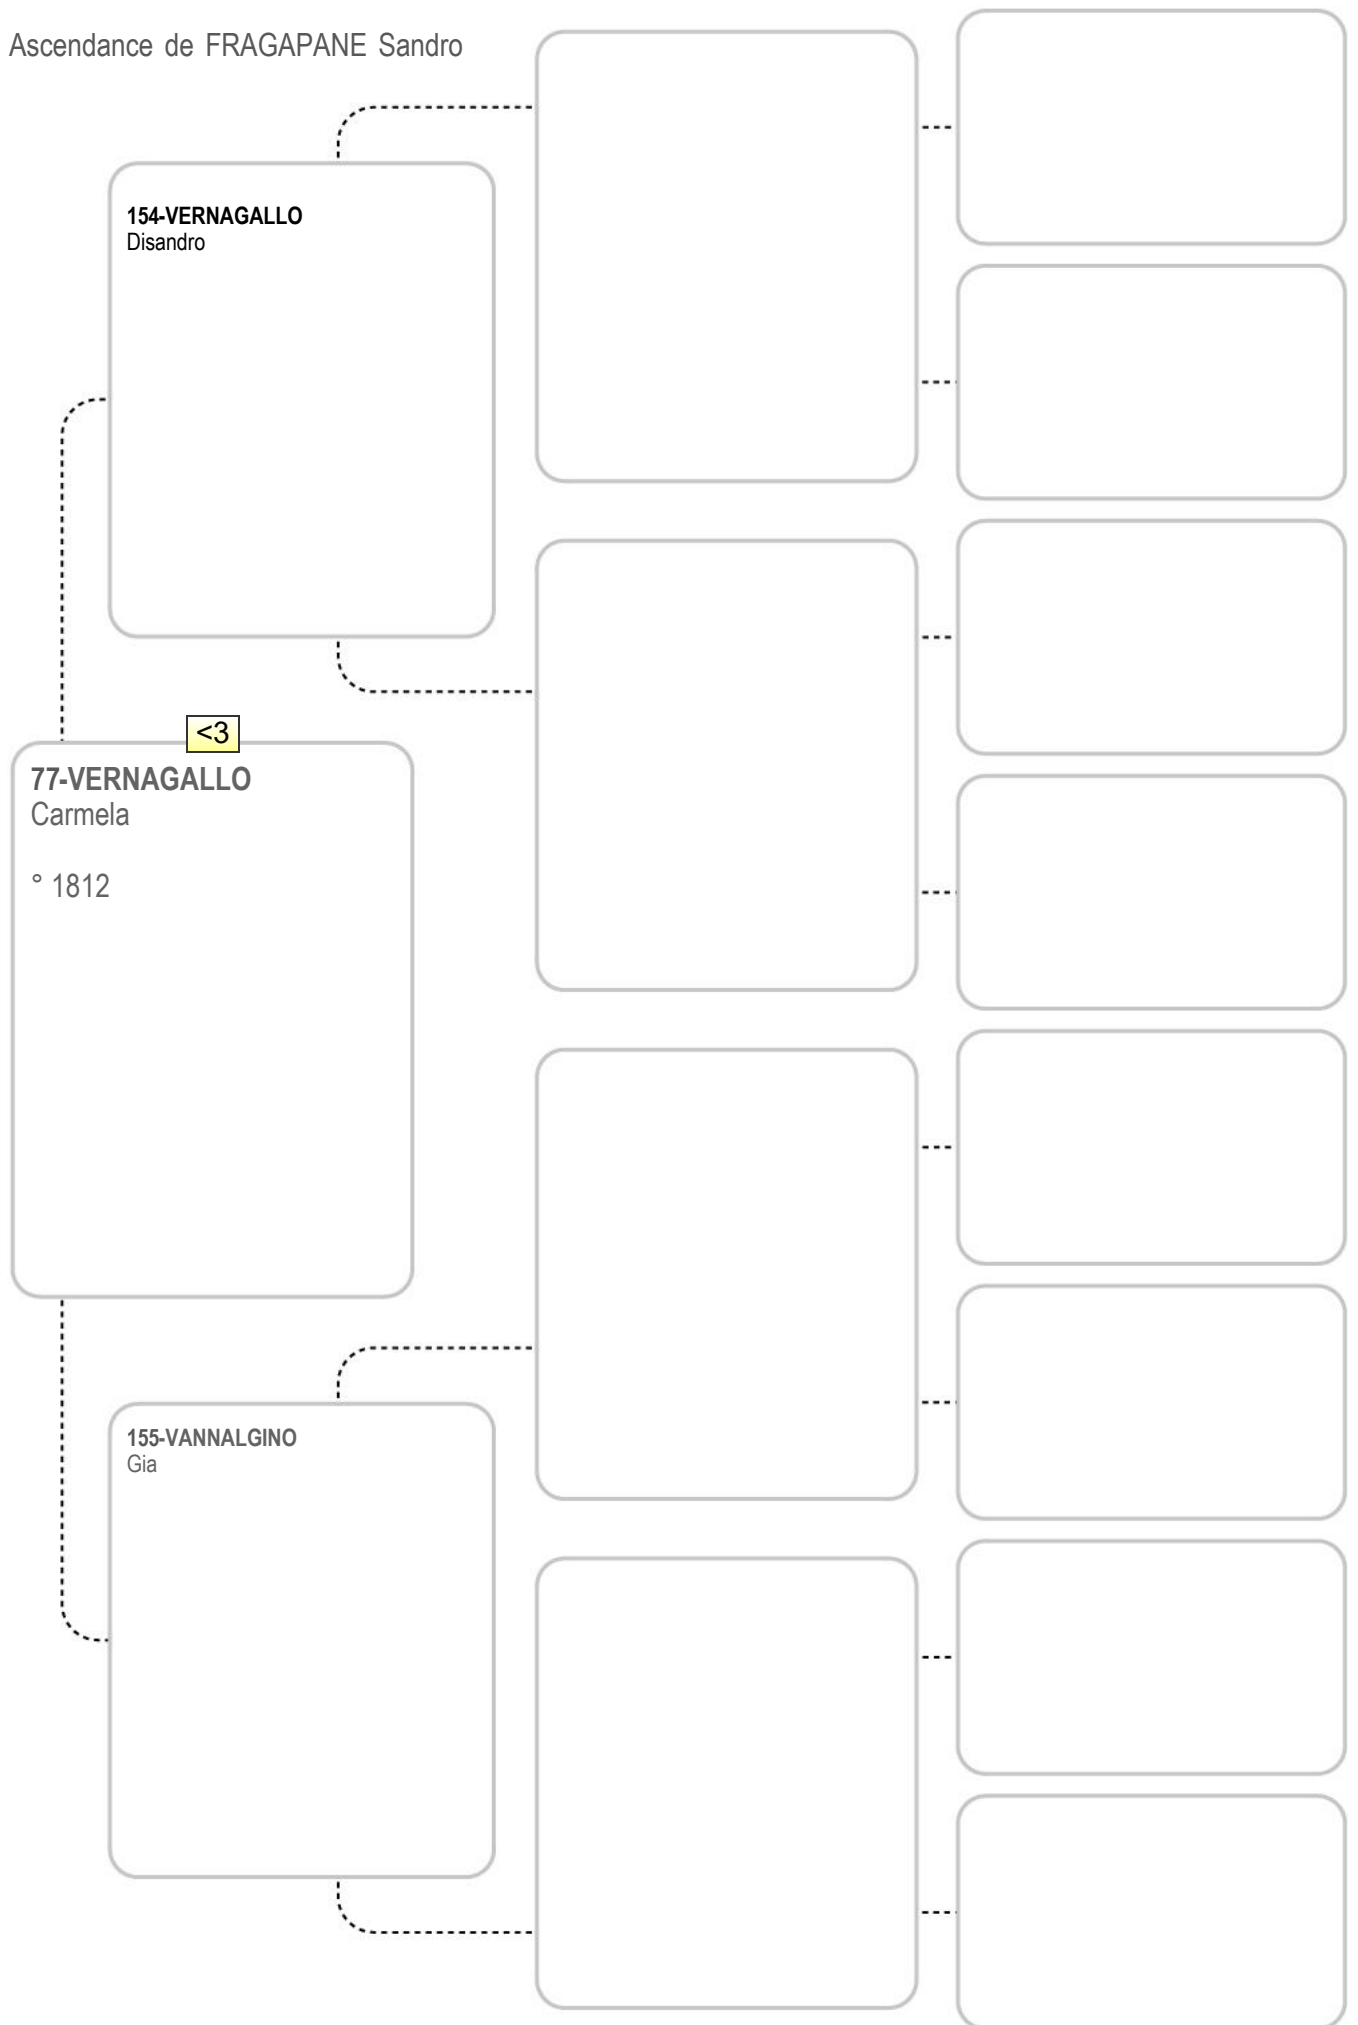 Ascendance de FRAGAPANE Sandro
154-VERNAGALLO
Disandro
<3
77-VERNAGALLO
Carmela
° 1812
155-VANNALGINO
Gia